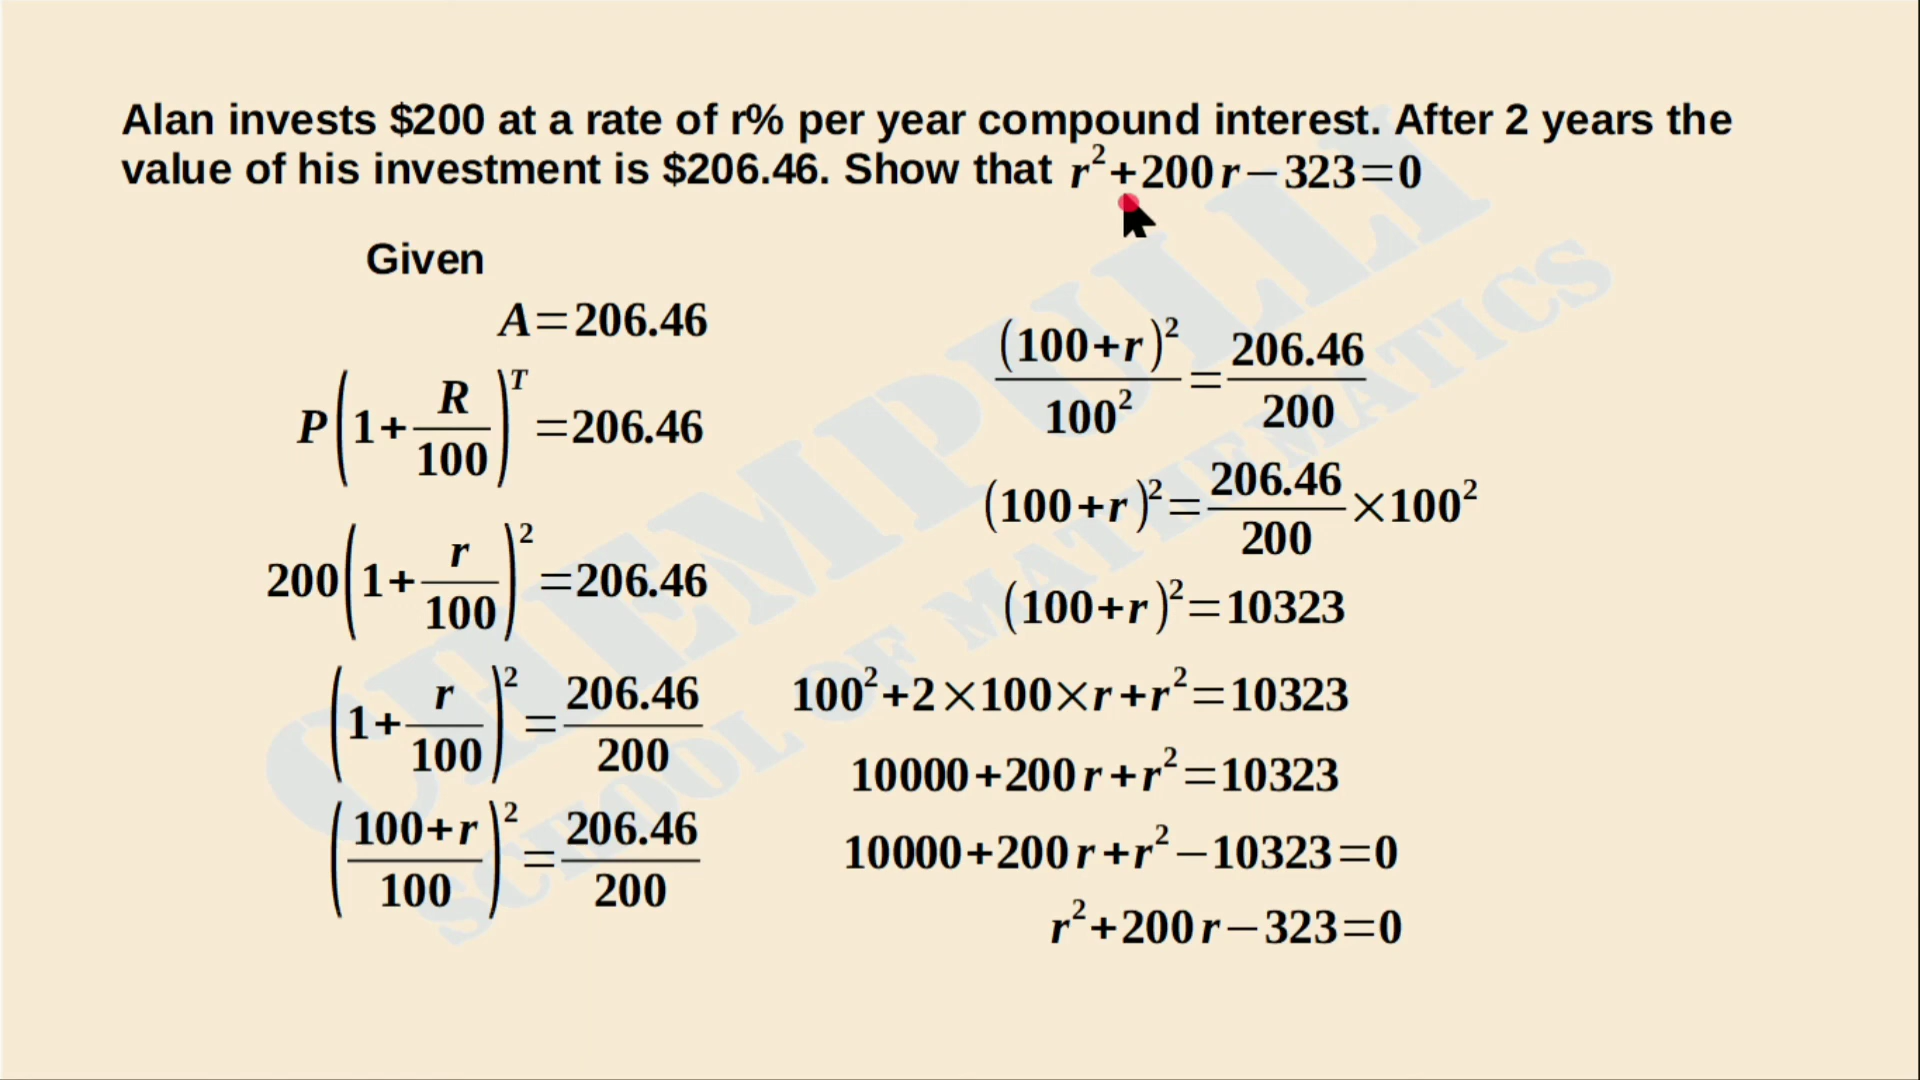 Alan invests $200 at a rate of r% per year compound interest. After 2 years the
value of his investment is $206.46. Show that r²+200r−323=0
Given
A=206.46
P(1+R/100)^T=206.46
200(1+r/100)²=206.46
(1+r/100)²=206.46/200
((100+r)/100)²=206.46/200
(100+r)²/100²=206.46/200
(100+r)²=206.46/200×100²
(100+r)²=10323
100²+2×100×r+r²=10323
10000+200r+r²=10323
10000+200r+r²−10323=0
r²+200r−323=0
CHEMPULLI
SCHOOL OF MATHEMATICS